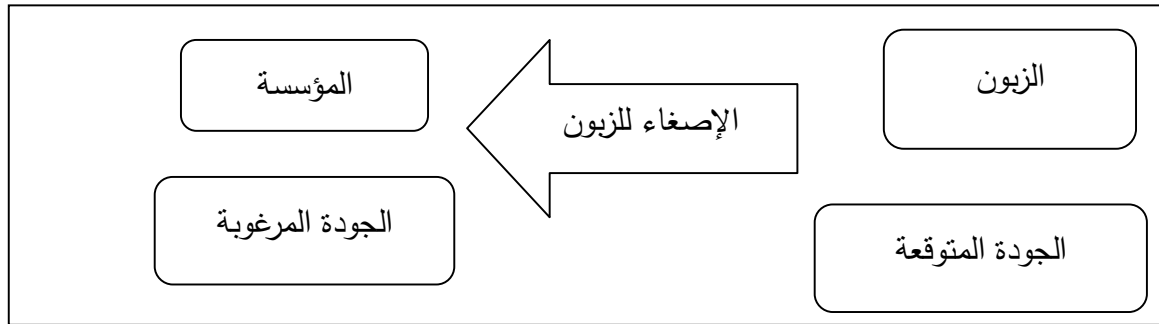 الزبون
الإصغاء للزبون
المؤسسة
الجودة المتوقعة
الجودة المرغوبة